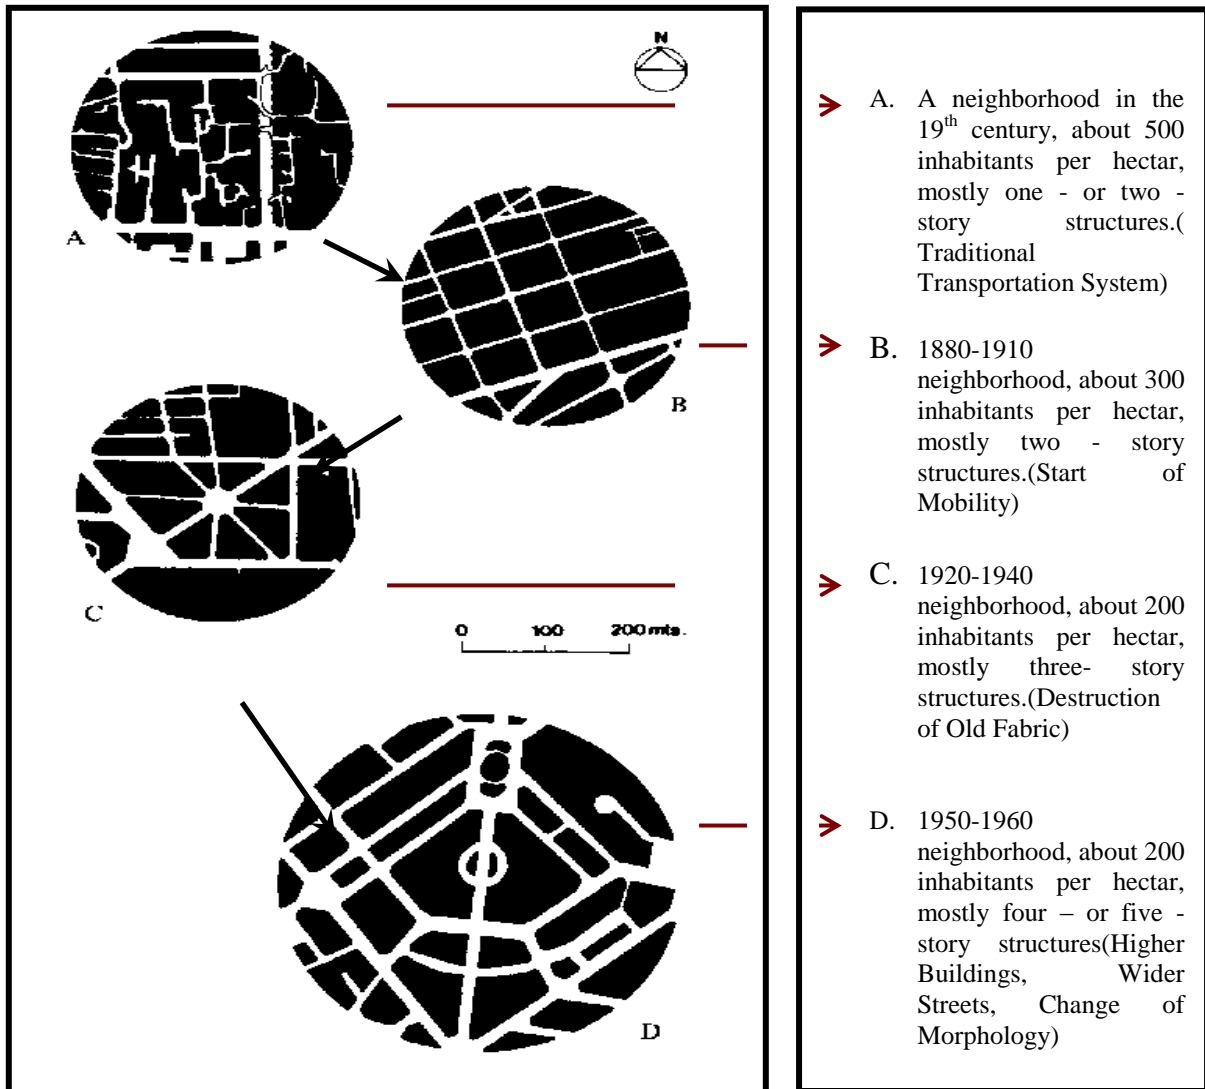 N
A
B
C
0 100 200 mts.
D
A. A neighborhood in the
19th century, about 500
inhabitants per hectar,
mostly one - or two -
story structures.(
Traditional
Transportation System)
B. 1880-1910
neighborhood, about 300
inhabitants per hectar,
mostly two - story
structures.(Start of
Mobility)
C. 1920-1940
neighborhood, about 200
inhabitants per hectar,
mostly three- story
structures.(Destruction
of Old Fabric)
D. 1950-1960
neighborhood, about 200
inhabitants per hectar,
mostly four – or five -
story structures(Higher
Buildings, Wider
Streets, Change of
Morphology)